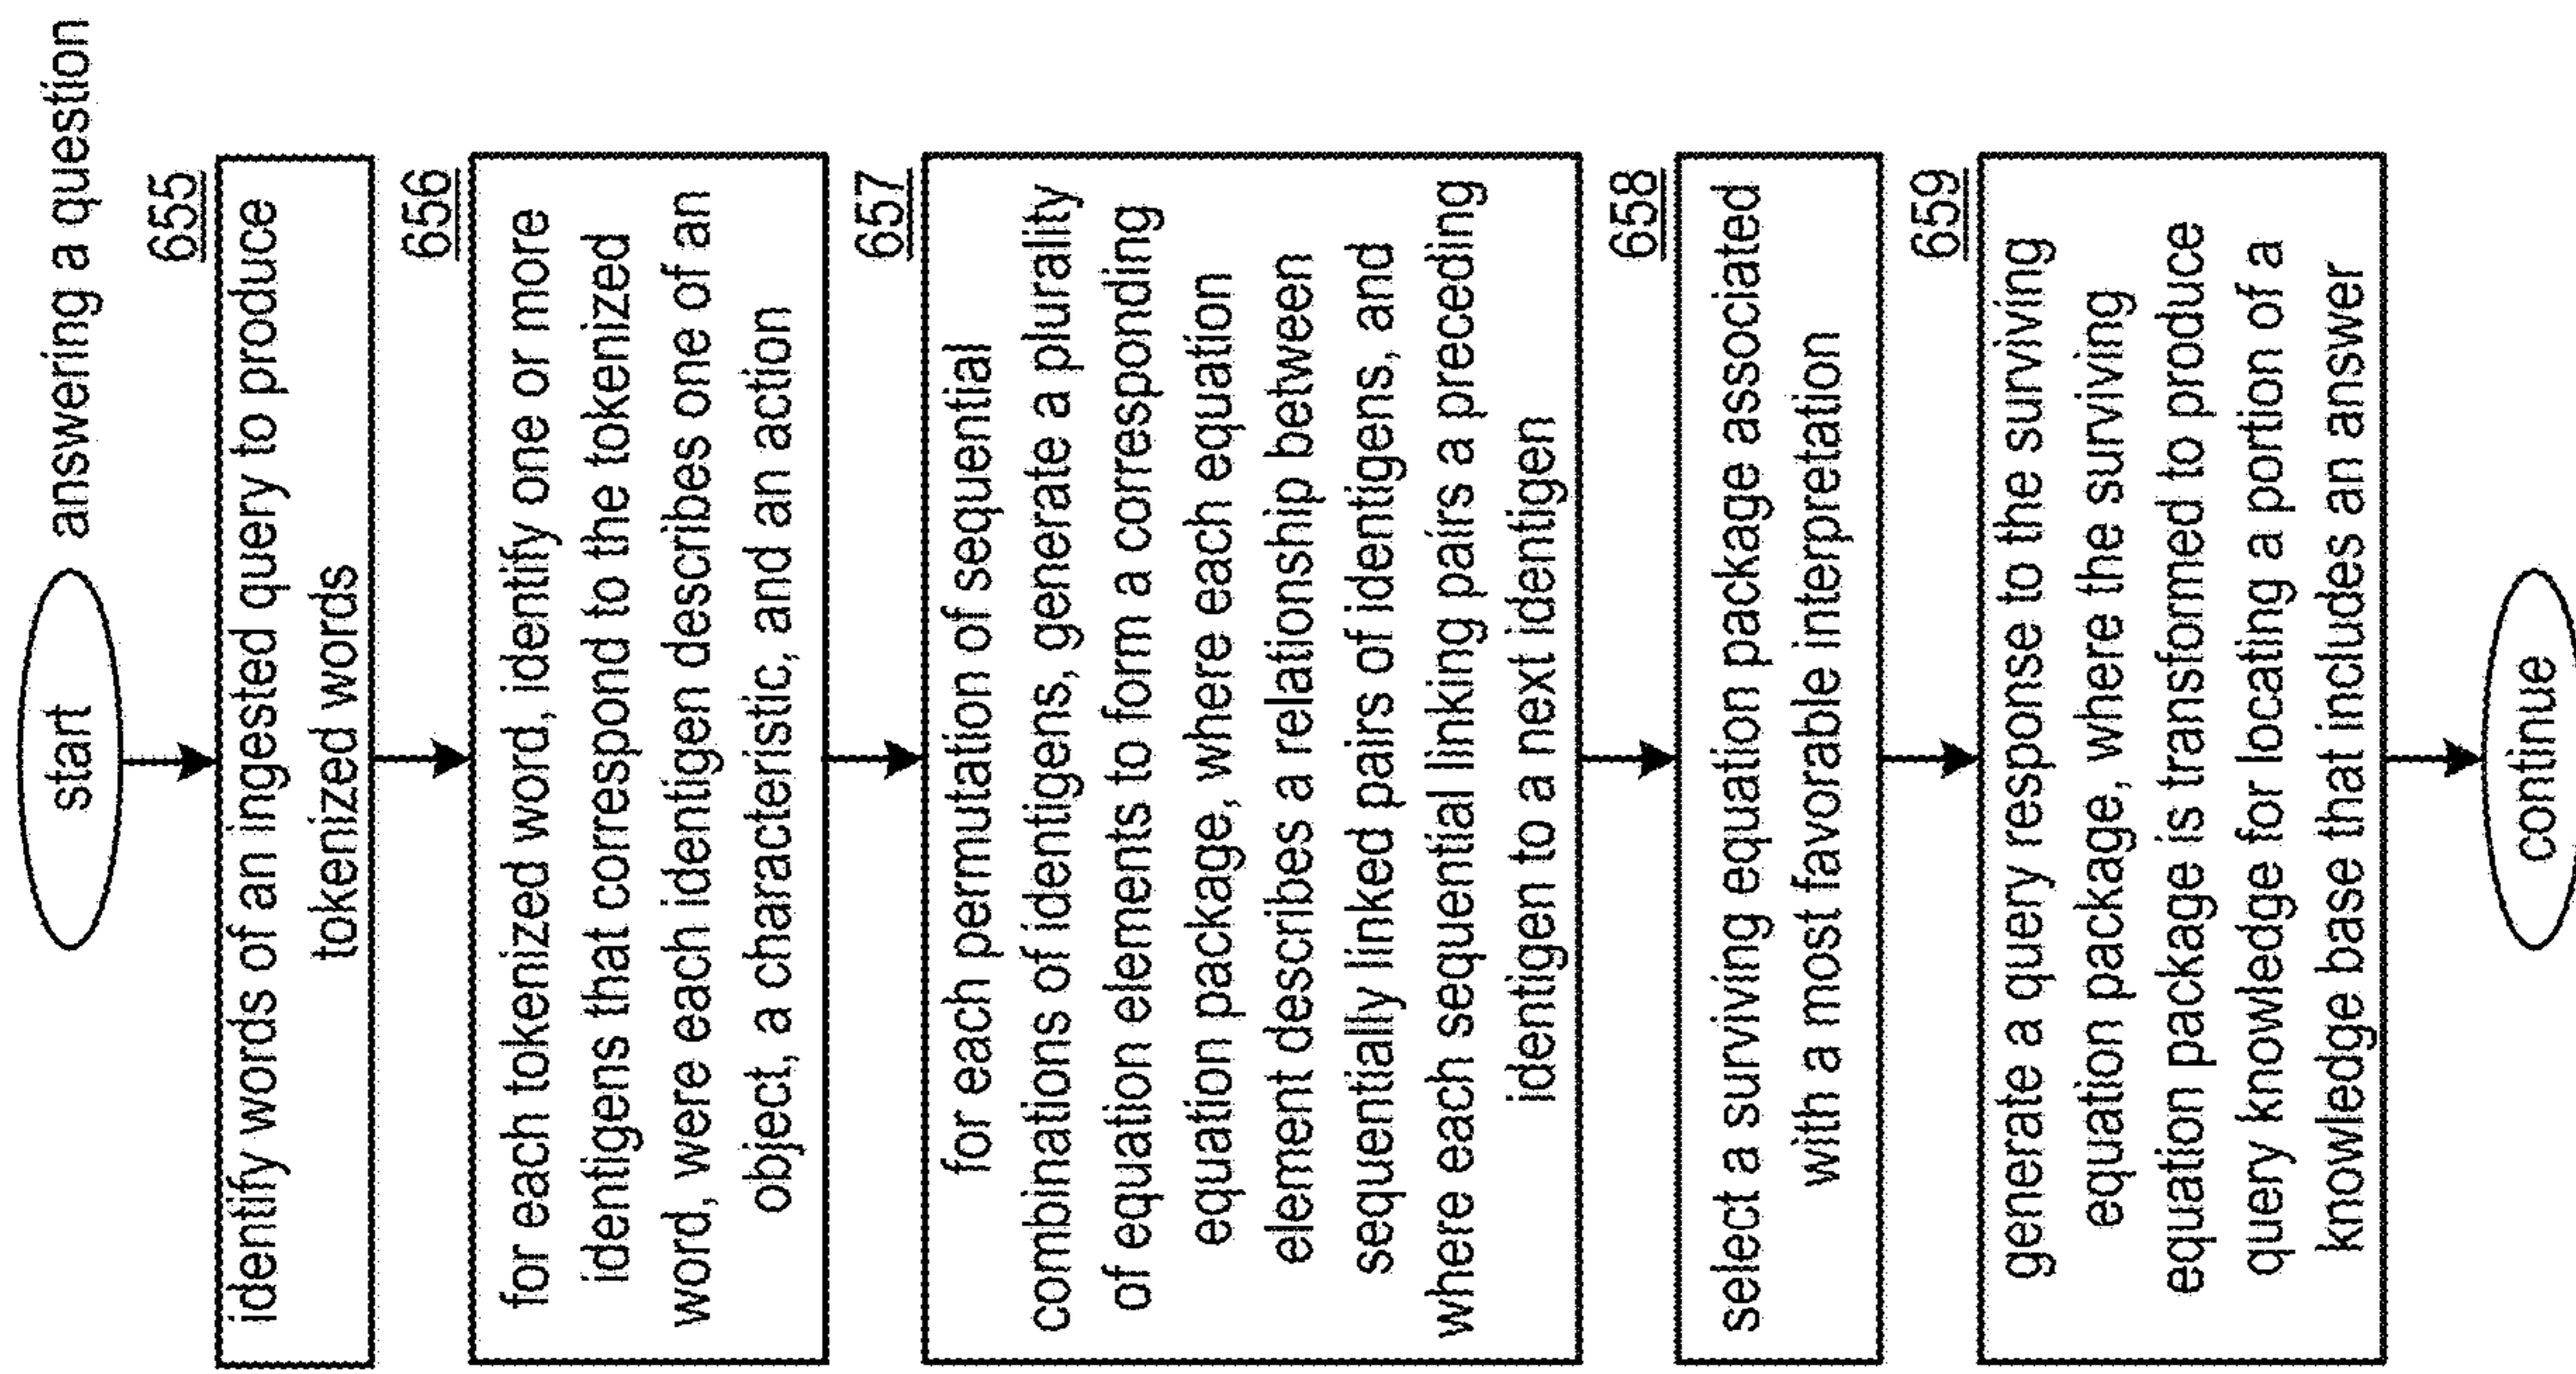 start
answering a question
655
identify words of an ingested query to produce
tokenized words
656
for each tokenized word, identify one or more
identigens that correspond to the tokenized
word, were each identigen describes one of an
object, a characteristic, and an action
657
for each permutation of sequential
combinations of identigens, generate a plurality
of equation elements to form a corresponding
equation package, where each equation
element describes a relationship between
sequentially linked pairs of identigens, and
where each sequential linking pairs a preceding
identigen to a next identigen
658
select a surviving equation package associated
with a most favorable interpretation
659
generate a query response to the surviving
equation package, where the surviving
equation package is transformed to produce
query knowledge for locating a portion of a
knowledge base that includes an answer
continue